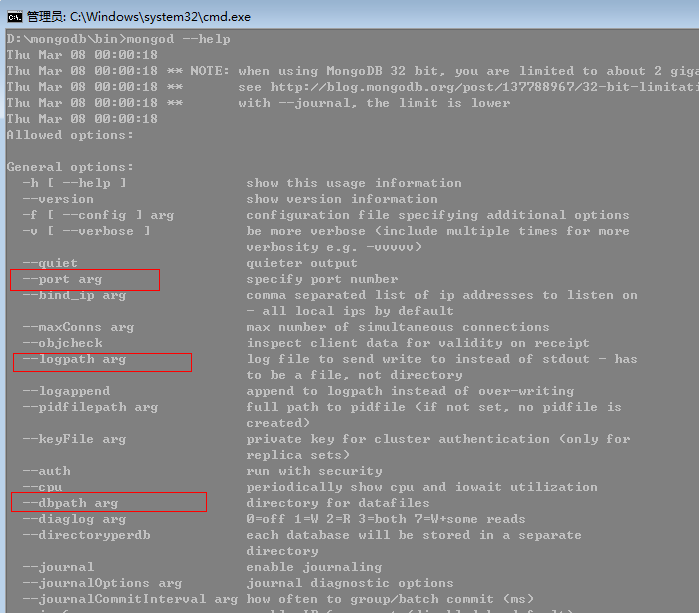 管理员: C:\Windows\system32\cmd.exe
D:\mongodb\bin>mongod --help
Thu Mar 08 00:00:18
Thu Mar 08 00:00:18 ** NOTE: when using MongoDB 32 bit, you are limited to about 2 giga
Thu Mar 08 00:00:18 **       see http://blog.mongodb.org/post/137788967/32-bit-limitati
Thu Mar 08 00:00:18 **       with --journal, the limit is lower
Thu Mar 08 00:00:18
Allowed options:
General options:
-h [ --help ] show this usage information
--version show version information
-f [ --config ] arg configuration file specifying additional options
-v [ --verbose ] be more verbose (include multiple times for more
verbosity e.g. -vvvvv)
--quiet quieter output
--port arg specify port number
--bind_ip arg comma separated list of ip addresses to listen on
- all local ips by default
--maxConns arg max number of simultaneous connections
--objcheck inspect client data for validity on receipt
--logpath arg log file to send write to instead of stdout - has
to be a file, not directory
--logappend append to logpath instead of over-writing
--pidfilepath arg full path to pidfile (if not set, no pidfile is
created)
--keyFile arg private key for cluster authentication (only for
replica sets)
--auth run with security
--cpu periodically show cpu and iowait utilization
--dbpath arg directory for datafiles
--diaglog arg 0=off 1=W 2=R 3=both 7=W+some reads
--directoryperdb each database will be stored in a separate
directory
--journal enable journaling
--journalOptions arg journal diagnostic options
--journalCommitInterval arg how often to group/batch commit (ms)